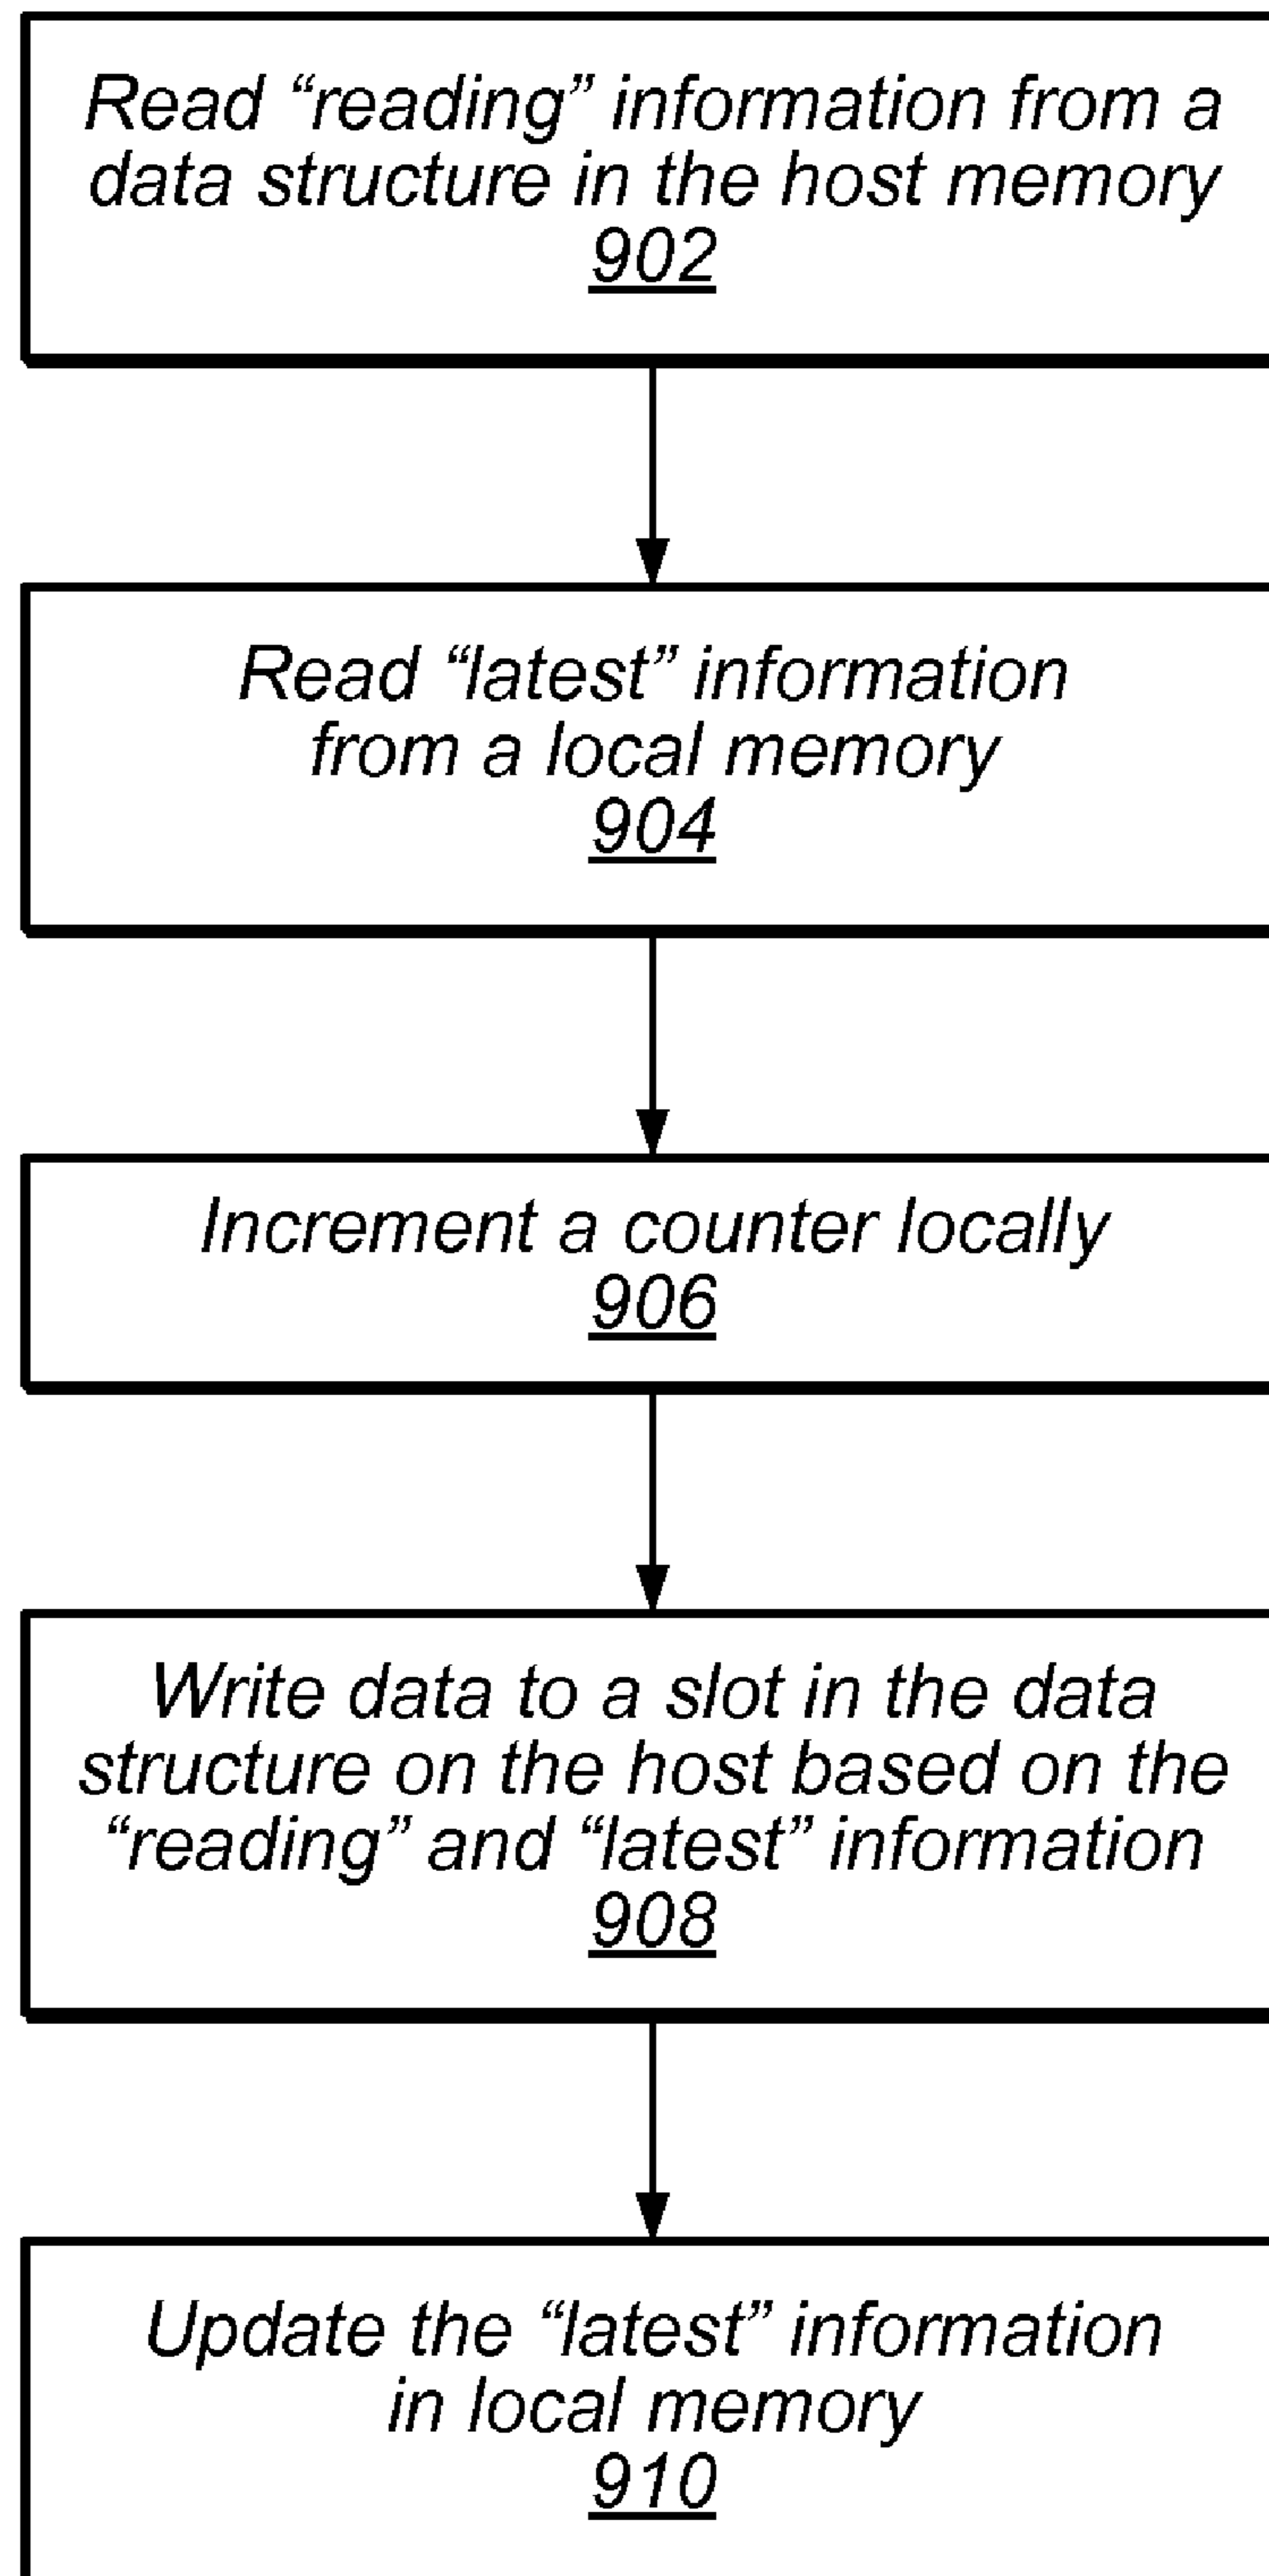 Read “reading” information from a
data structure in the host memory
902
Read “latest” information
from a local memory
904
Increment a counter locally
906
Write data to a slot in the data
structure on the host based on the
“reading” and “latest” information
908
Update the “latest” information
in local memory
910